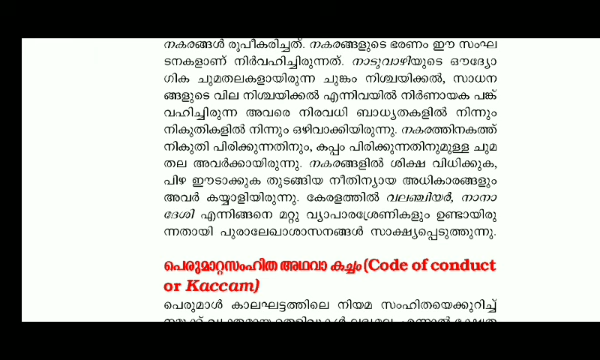 നകരങ്ങൾ രൂപീകരിച്ചത്. നകരങ്ങളുടെ ഭരണം ഈ സംഘ
ടനകളാണ് നിർവഹിച്ചിരുന്നത്. നാടുവാഴിയുടെ ഔദ്യോ
ഗിക ചുമതലകളായിരുന്ന ചുങ്കം നിശ്ചയിക്കൽ, സാധന
ങ്ങളുടെ വില നിശ്ചയിക്കൽ എന്നിവയിൽ നിർണായക പങ്ക്
വഹിച്ചിരുന്ന അവരെ നിരവധി ബാധ്യതകളിൽ നിന്നും
നികുതികളിൽ നിന്നും ഒഴിവാക്കിയിരുന്നു. നകരത്തിനകത്ത്
നികുതി പിരിക്കുന്നതിനും, കപ്പം പിരിക്കുന്നതിനുമുള്ള ചുമ
തല അവർക്കായിരുന്നു. നകരങ്ങളിൽ ശിക്ഷ വിധിക്കുക,
പിഴ ഈടാക്കുക തുടങ്ങിയ നീതിന്യായ അധികാരങ്ങളും
അവർ കയ്യാളിയിരുന്നു. കേരളത്തിൽ വലഞ്ചിയർ, നാനാ
ദേശി എന്നിങ്ങനെ മറ്റു വ്യാപാരശ്രേണികളും ഉണ്ടായിരു
ന്നതായി പുരാലേഖാശാസനങ്ങൾ സാക്ഷ്യപ്പെടുത്തുന്നു.
പെരുമാറ്റസംഹിത അഥവാ കച്ചം (Code of conduct
or Kaccam)
പെരുമാൾ കാലഘട്ടത്തിലെ നിയമ സംഹിതയെക്കുറിച്ച്